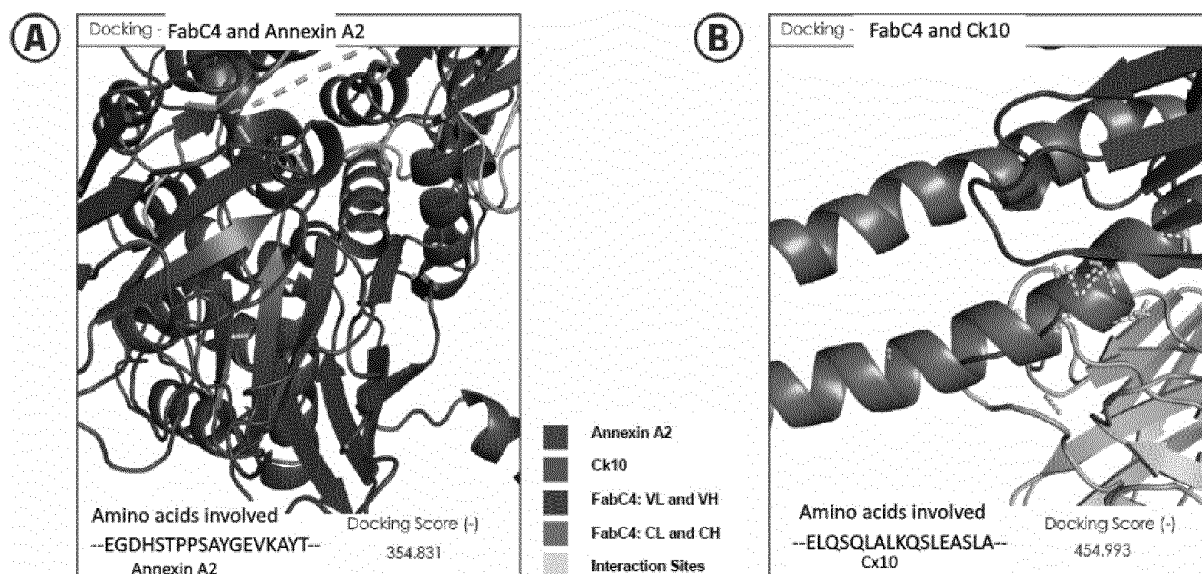 A
Docking - FabC4 and Annexin A2
Amino acids involved
--EGDHSTPPSAYGEVKAYT--
Annexin A2
Docking Score (-)
354.831
Annexin A2
Ck10
FabC4: VL and VH
FabC4: CL and CH
Interaction Sites
B
Docking - FabC4 and Ck10
Amino acids involved
--ELQSQLALKQSLEASLA--
Cx10
Docking Score (-)
454.993